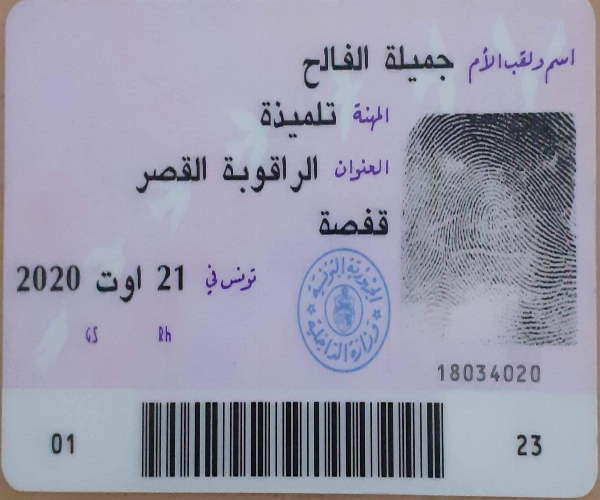 اسم ولقب الأم جميلة الفالح
المهنة تلميذة
العنوان الراقوبة القصر
قفصة
تونس في 21 اوت 2020
GS Rh
الجمهورية التونسية
وزارة الداخلية
18034020
01 23